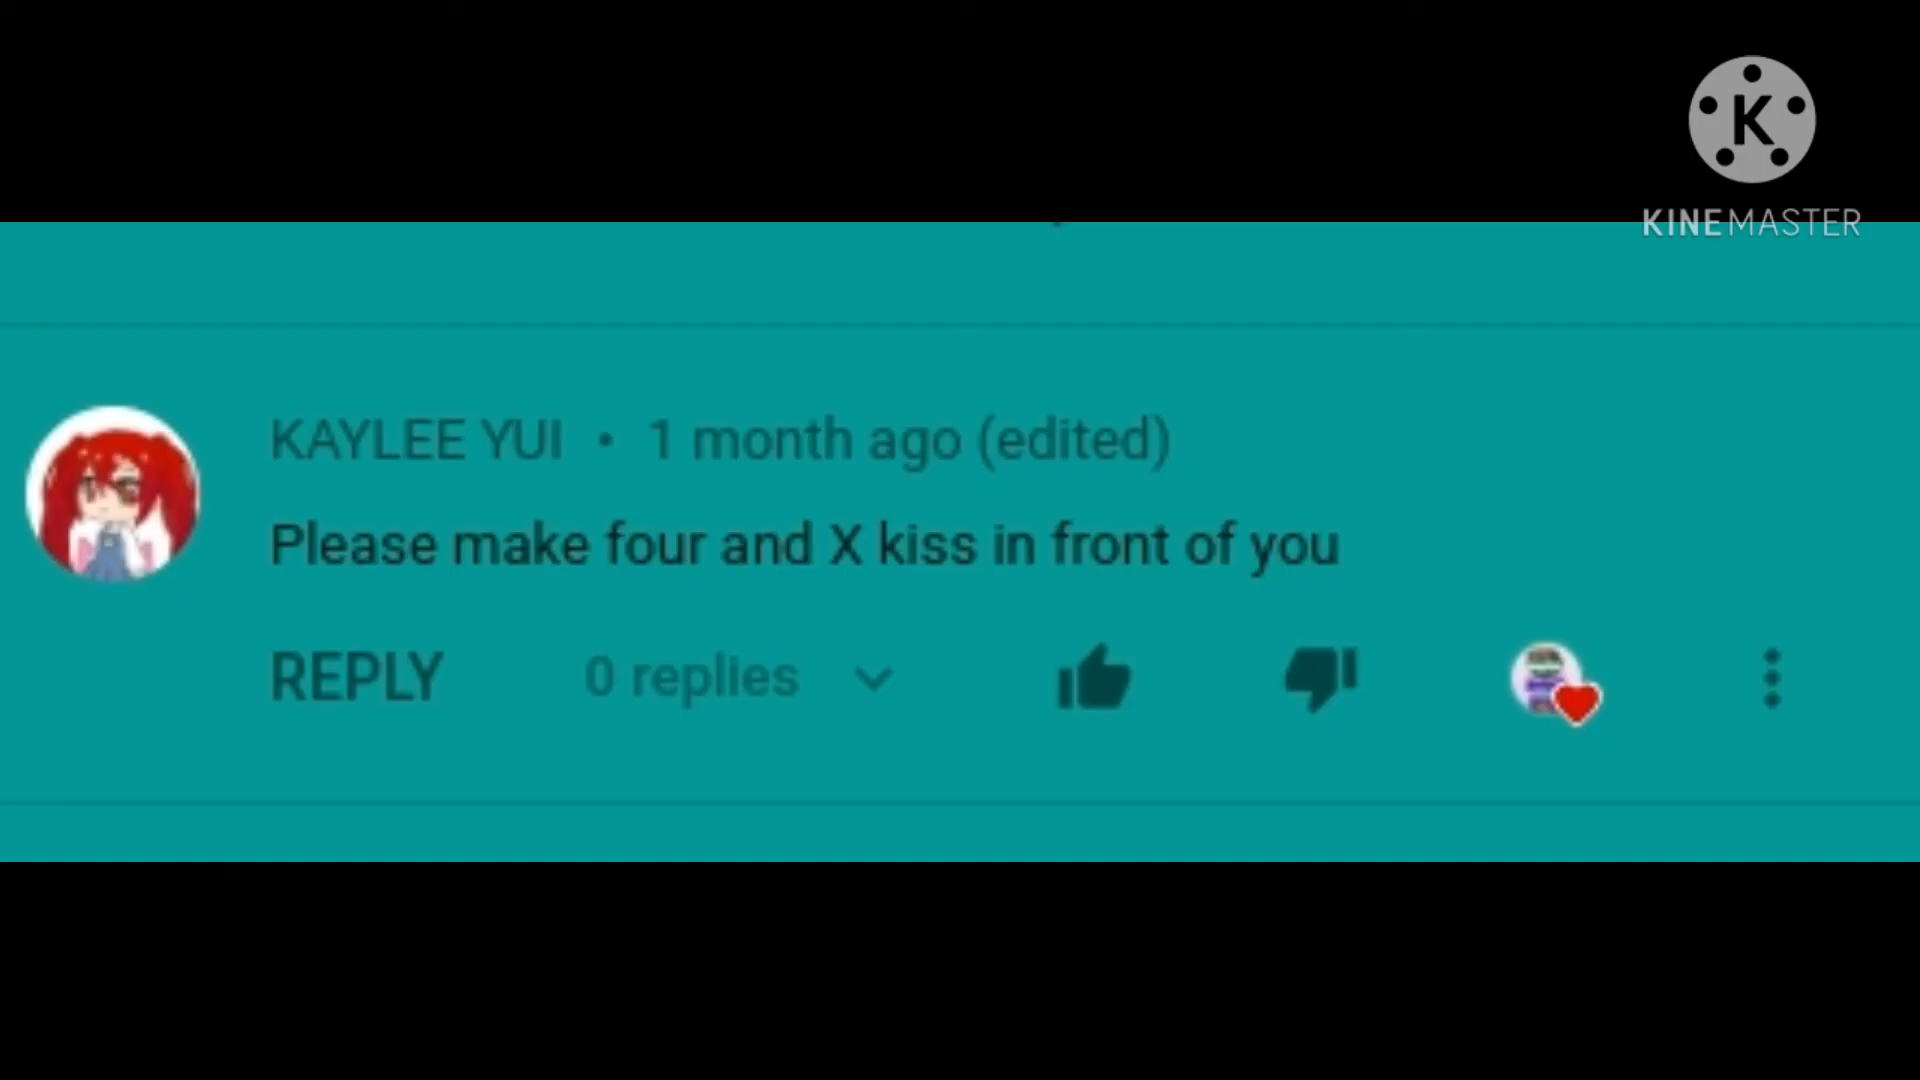 K
KINEMASTER
KAYLEE YUI • 1 month ago (edited)
Please make four and X kiss in front of you
REPLY 0 replies